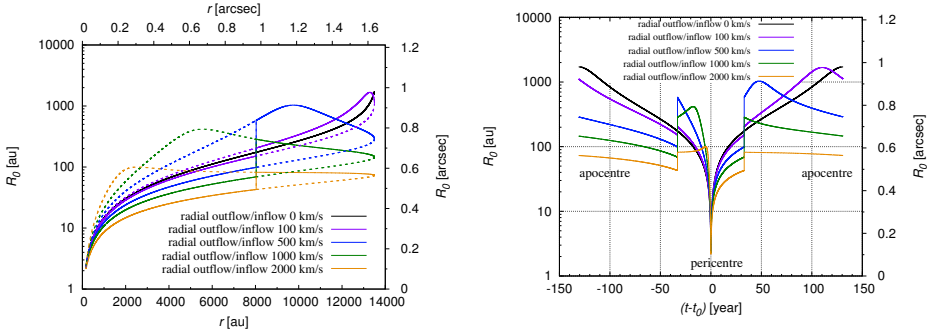 r [arcsec]
0 0.2 0.4 0.6 0.8 1 1.2 1.4 1.6
10000
1000
100
10
1
R0 [au]
1.2
1
0.8
0.6
0.4
0.2
0
R0 [arcsec]
radial outflow/inflow 0 km/s
radial outflow/inflow 100 km/s
radial outflow/inflow 500 km/s
radial outflow/inflow 1000 km/s
radial outflow/inflow 2000 km/s
0 2000 4000 6000 8000 10000 12000 14000
r [au]
10000
1000
100
10
1
R0 [au]
1.2
1
0.8
0.6
0.4
0.2
0
R0 [arcsec]
radial outflow/inflow 0 km/s
radial outflow/inflow 100 km/s
radial outflow/inflow 500 km/s
radial outflow/inflow 1000 km/s
radial outflow/inflow 2000 km/s
apocentre apocentre
pericentre
-150 -100 -50 0 50 100 150
(t-t0) [year]